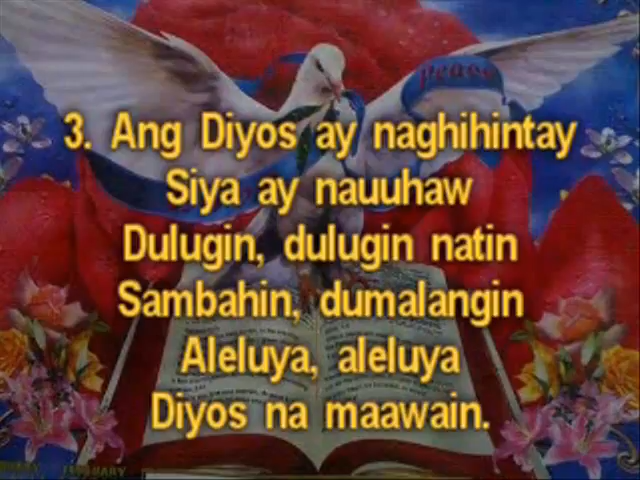 Peace
3. Ang Diyos ay naghihintay
Siya ay nauuhaw
Dulugin, dulugin natin
Sambahin, dumalangin
Aleluya, aleluya
Diyos na maawain.